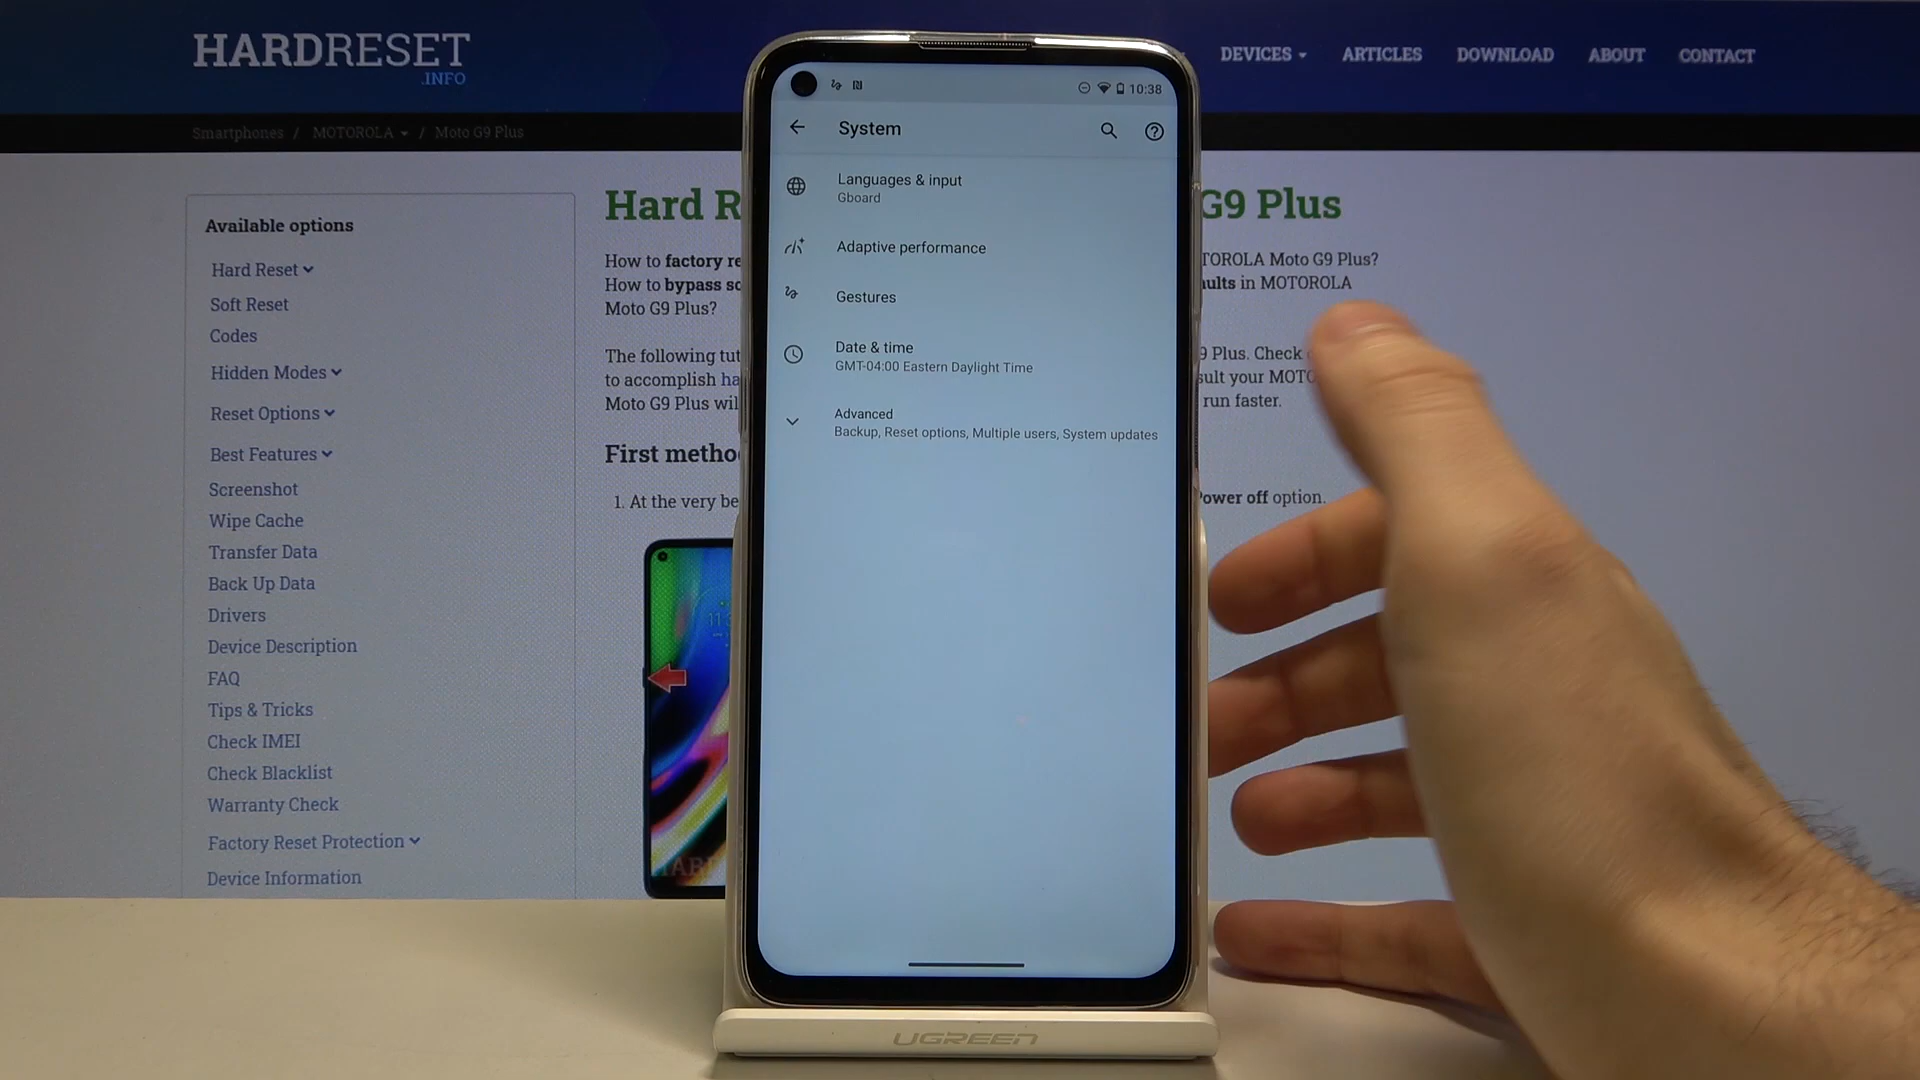 HARDRESET
.INFO
DEVICES ARTICLES DOWNLOAD ABOUT CONTACT
Smartphones / MOTOROLA / Moto G9 Plus
Available options
Hard Reset
Soft Reset
Codes
Hidden Modes
Reset Options
Best Features
Screenshot
Wipe Cache
Transfer Data
Back Up Data
Drivers
Device Description
FAQ
Tips & Tricks
Check IMEI
Check Blacklist
Warranty Check
Factory Reset Protection
Device Information
Hard R
G9 Plus
How to factory re
TOROLA Moto G9 Plus?
How to bypass sc
aults in MOTOROLA
Moto G9 Plus?
The following tut
9 Plus. Check
to accomplish ha
sult your MOTO
Moto G9 Plus wil
run faster.
First metho
1. At the very be
Power off option.
10:38
System
Languages & input
Gboard
Adaptive performance
Gestures
Date & time
GMT-04:00 Eastern Daylight Time
Advanced
Backup, Reset options, Multiple users, System updates
UGREEN